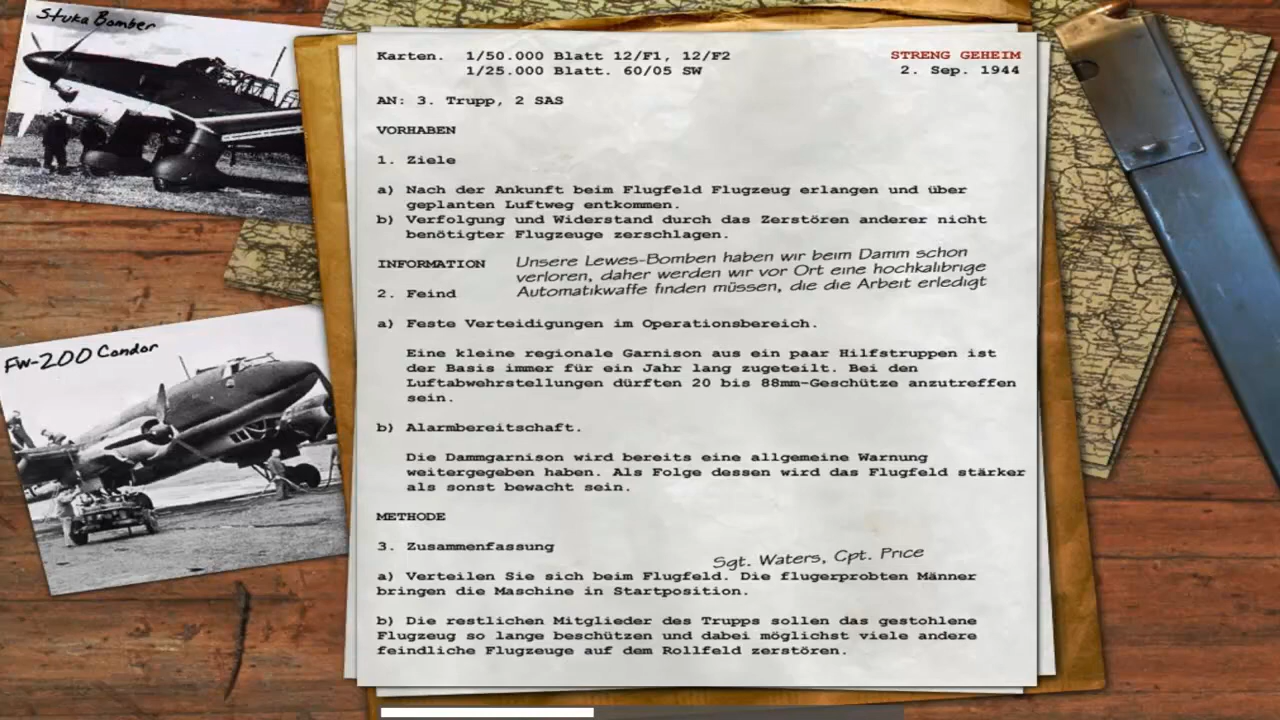 Stuka Bomber
Karten. 1/50.000 Blatt 12/F1, 12/F2
STRENG GEHEIM
1/25.000 Blatt. 60/05 SW
2. Sep. 1944
AN: 3. Trupp, 2 SAS
VORHABEN
1. Ziele
a) Nach der Ankunft beim Flugfeld Flugzeug erlangen und über
geplanten Luftweg entkommen.
b) Verfolgung und Widerstand durch das Zerstören anderer nicht
benötigter Flugzeuge zerschlagen.
INFORMATION
Unsere Lewes-Bomben haben wir beim Damm schon
verloren, daher werden wir vor Ort eine hochkalibrige
Automatikwaffe finden müssen, die die Arbeit erledigt
2. Feind
a) Feste Verteidigungen im Operationsbereich.
Eine kleine regionale Garnison aus ein paar Hilfstruppen ist
der Basis immer für ein Jahr lang zugeteilt. Bei den
Luftabwehrstellungen dürften 20 bis 88mm-Geschütze anzutreffen
sein.
FW-200 Condor
b) Alarmbereitschaft.
Die Dammgarnison wird bereits eine allgemeine Warnung
weitergegeben haben. Als Folge dessen wird das Flugfeld stärker
als sonst bewacht sein.
METHODE
3. Zusammenfassung
Sgt. Waters, Cpt. Price
a) Verteilen Sie sich beim Flugfeld. Die flugerprobten Männer
bringen die Maschine in Startposition.
b) Die restlichen Mitglieder des Trupps sollen das gestohlene
Flugzeug so lange beschützen und dabei möglichst viele andere
feindliche Flugzeuge auf dem Rollfeld zerstören.